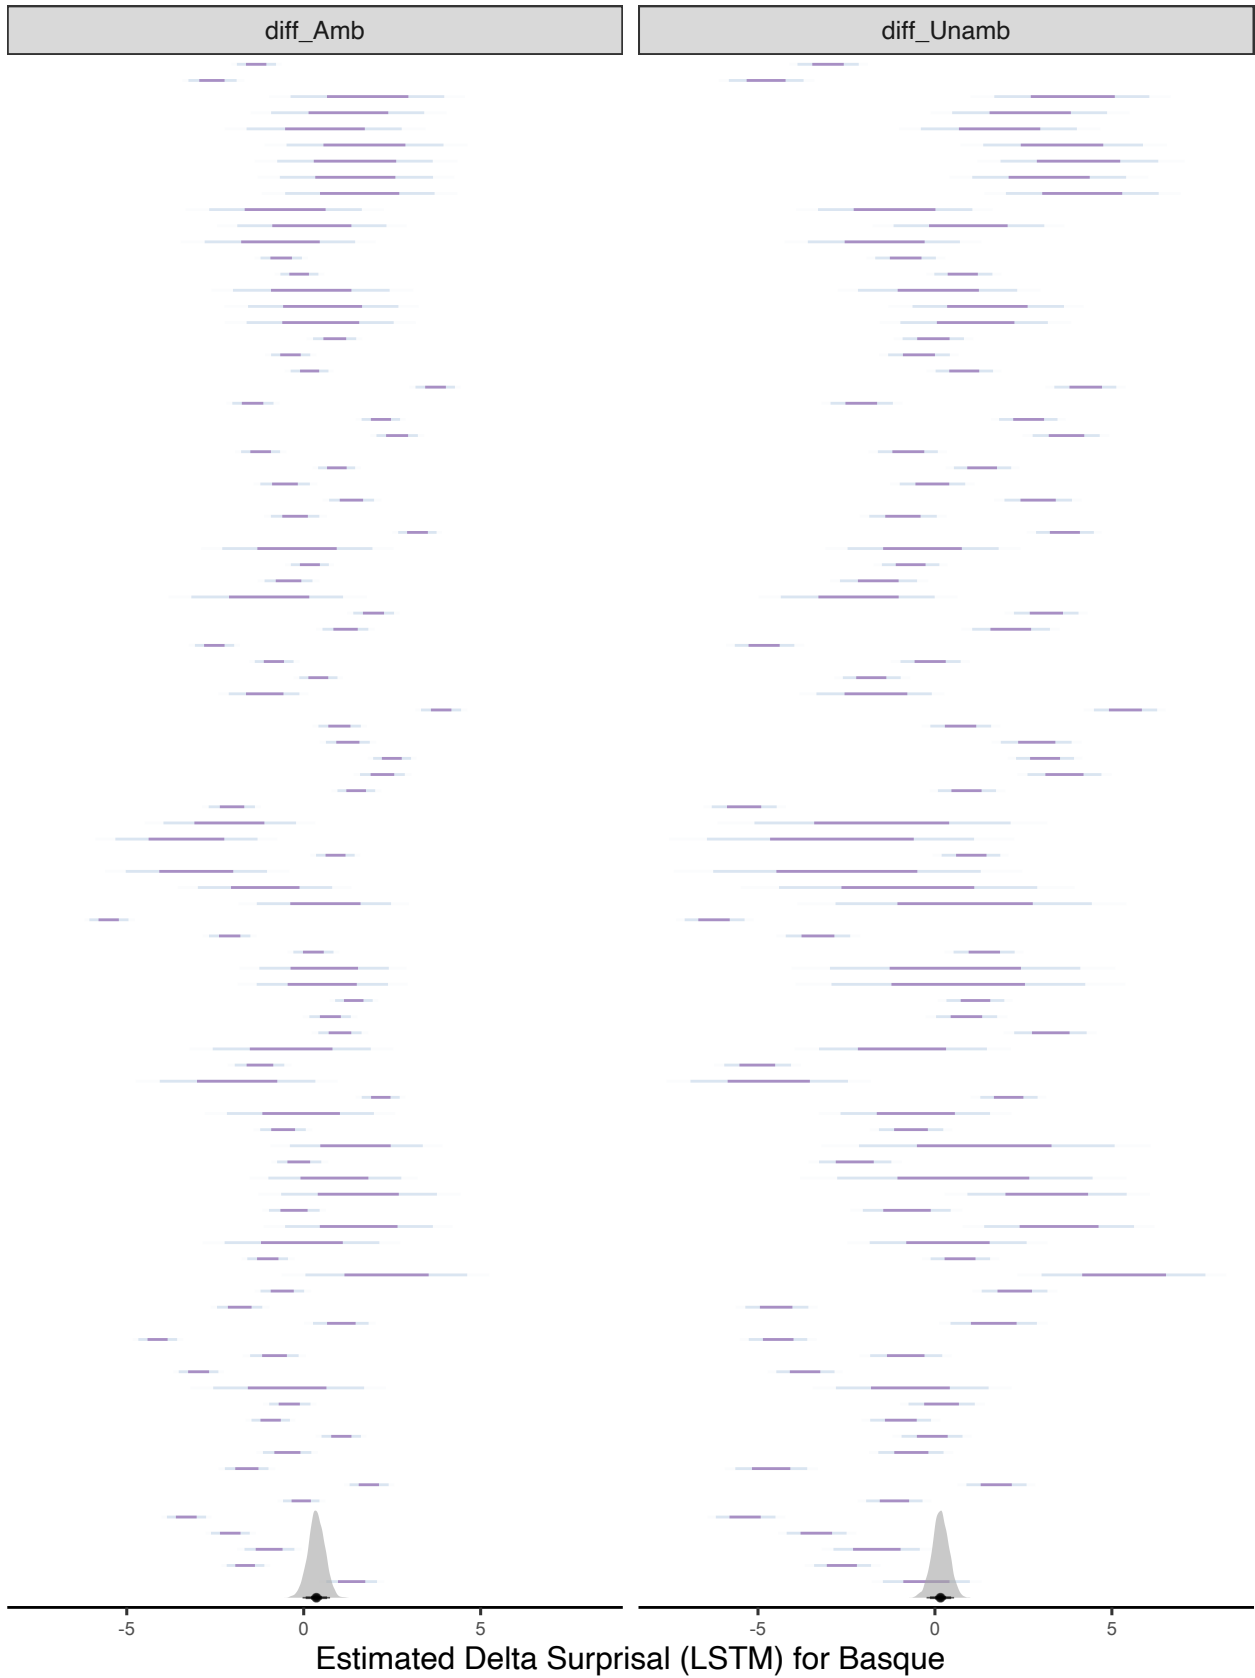 diff_Amb
diff_Unamb
-5 0 5
-5 0 5
Estimated Delta Surprisal (LSTM) for Basque